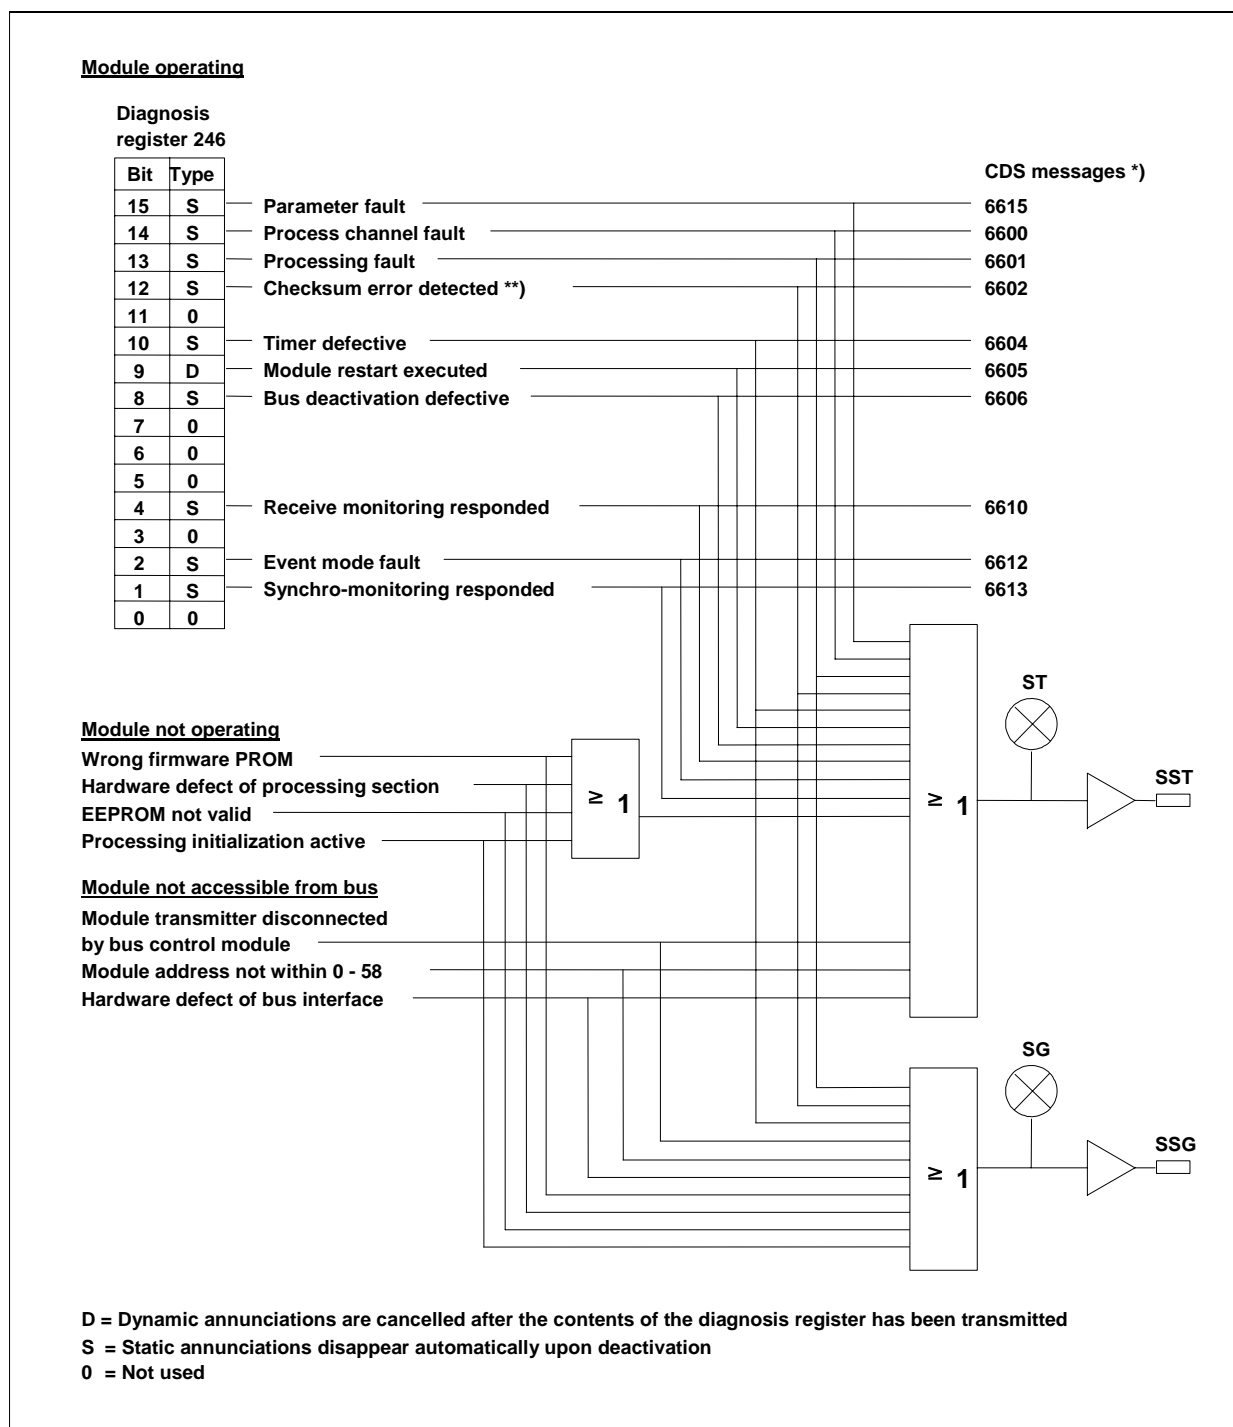 Module operating
Diagnosis
register 246
Bit Type CDS messages *)
15 S Parameter fault 6615
14 S Process channel fault 6600
13 S Processing fault 6601
12 S Checksum error detected **) 6602
11 0
10 S Timer defective 6604
9 D Module restart executed 6605
8 S Bus deactivation defective 6606
7 0
6 0
5 0
4 S Receive monitoring responded 6610
3 0
2 S Event mode fault 6612
1 S Synchro-monitoring responded 6613
0 0
ST
SST
≥ 1
Module not operating
Wrong firmware PROM
Hardware defect of processing section
EEPROM not valid
Processing initialization active
≥ 1
Module not accessible from bus
Module transmitter disconnected
by bus control module
Module address not within 0 - 58
Hardware defect of bus interface
SG
SSG
≥ 1
D = Dynamic annunciations are cancelled after the contents of the diagnosis register has been transmitted
S = Static annunciations disappear automatically upon deactivation
0 = Not used